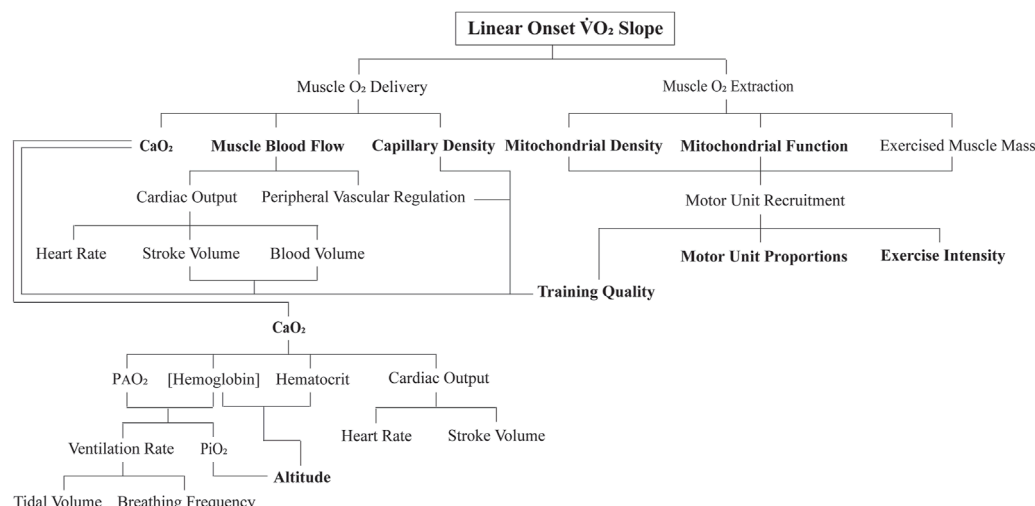 Linear Onset V̇O₂ Slope
Muscle O₂ Delivery
Muscle O₂ Extraction
CaO₂
Muscle Blood Flow
Capillary Density
Mitochondrial Density
Mitochondrial Function
Exercised Muscle Mass
Cardiac Output
Peripheral Vascular Regulation
Motor Unit Recruitment
Heart Rate
Stroke Volume
Blood Volume
Motor Unit Proportions
Exercise Intensity
Training Quality
CaO₂
PAO₂
[Hemoglobin]
Hematocrit
Cardiac Output
Heart Rate
Stroke Volume
Ventilation Rate
PiO₂
Altitude
Tidal Volume
Breathing Frequency